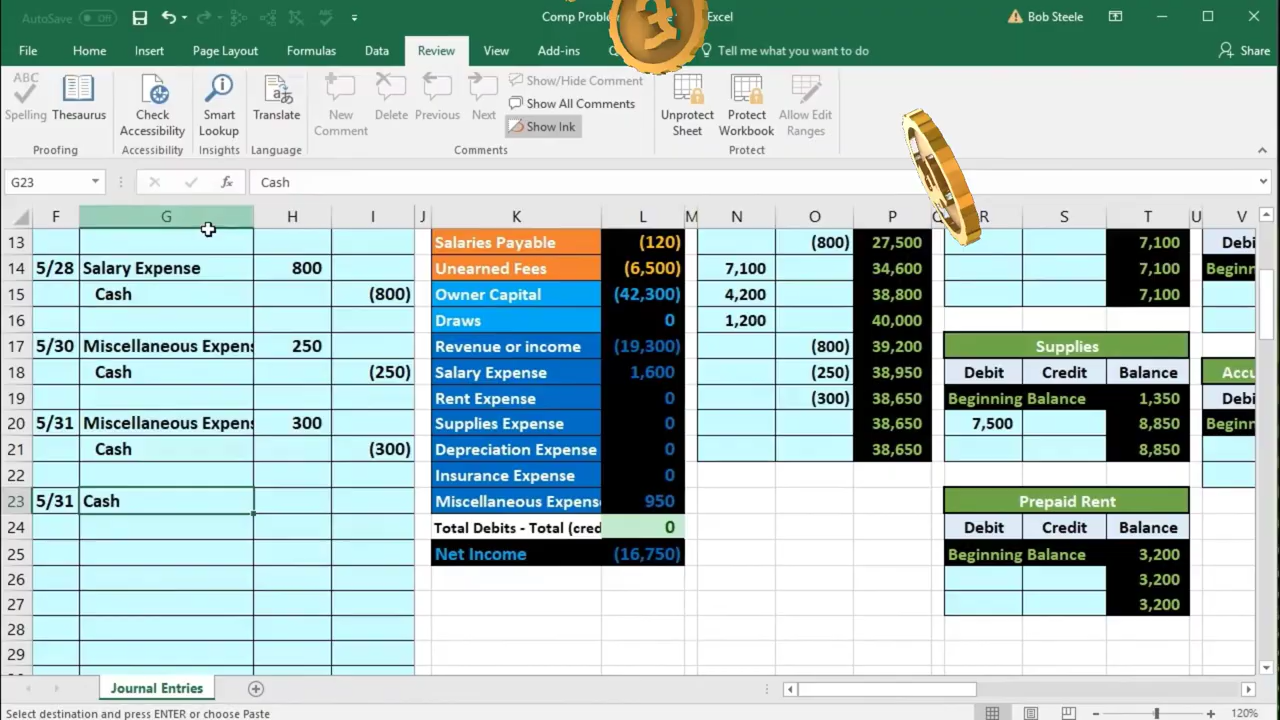 AutoSave Off
Comp Problem
Excel
Bob Steele
File Home Insert Page Layout Formulas Data Review View Add-ins Tell me what you want to do Share
ABC
Spelling Thesaurus
Proofing
Check Accessibility
Accessibility
Smart Lookup
Insights
Translate
Language
New Comment Delete Previous Next
Show/Hide Comment
Show All Comments
Show Ink
Comments
Unprotect Sheet Protect Workbook Allow Edit Ranges
Protect
G23 fx Cash
F G H I J K L M N O P R S T U V
13 Salaries Payable (120) (800) 27,500 7,100 Debi
14 5/28 Salary Expense 800 Unearned Fees (6,500) 7,100 34,600 7,100 Beginn
15 Cash (800) Owner Capital (42,300) 4,200 38,800 7,100
16 Draws 0 1,200 40,000
17 5/30 Miscellaneous Expens 250 Revenue or income (19,300) (800) 39,200 Supplies
18 Cash (250) Salary Expense 1,600 (250) 38,950 Debit Credit Balance Accu
19 Rent Expense 0 (300) 38,650 Beginning Balance 1,350 Debi
20 5/31 Miscellaneous Expens 300 Supplies Expense 0 38,650 7,500 8,850 Beginn
21 Cash (300) Depreciation Expense 0 38,650 8,850
22 Insurance Expense 0
23 5/31 Cash Miscellaneous Expens 950 Prepaid Rent
24 Total Debits - Total (cred 0 Debit Credit Balance
25 Net Income (16,750) Beginning Balance 3,200
26 3,200
27 3,200
28
29
Journal Entries
Select destination and press ENTER or choose Paste
120%